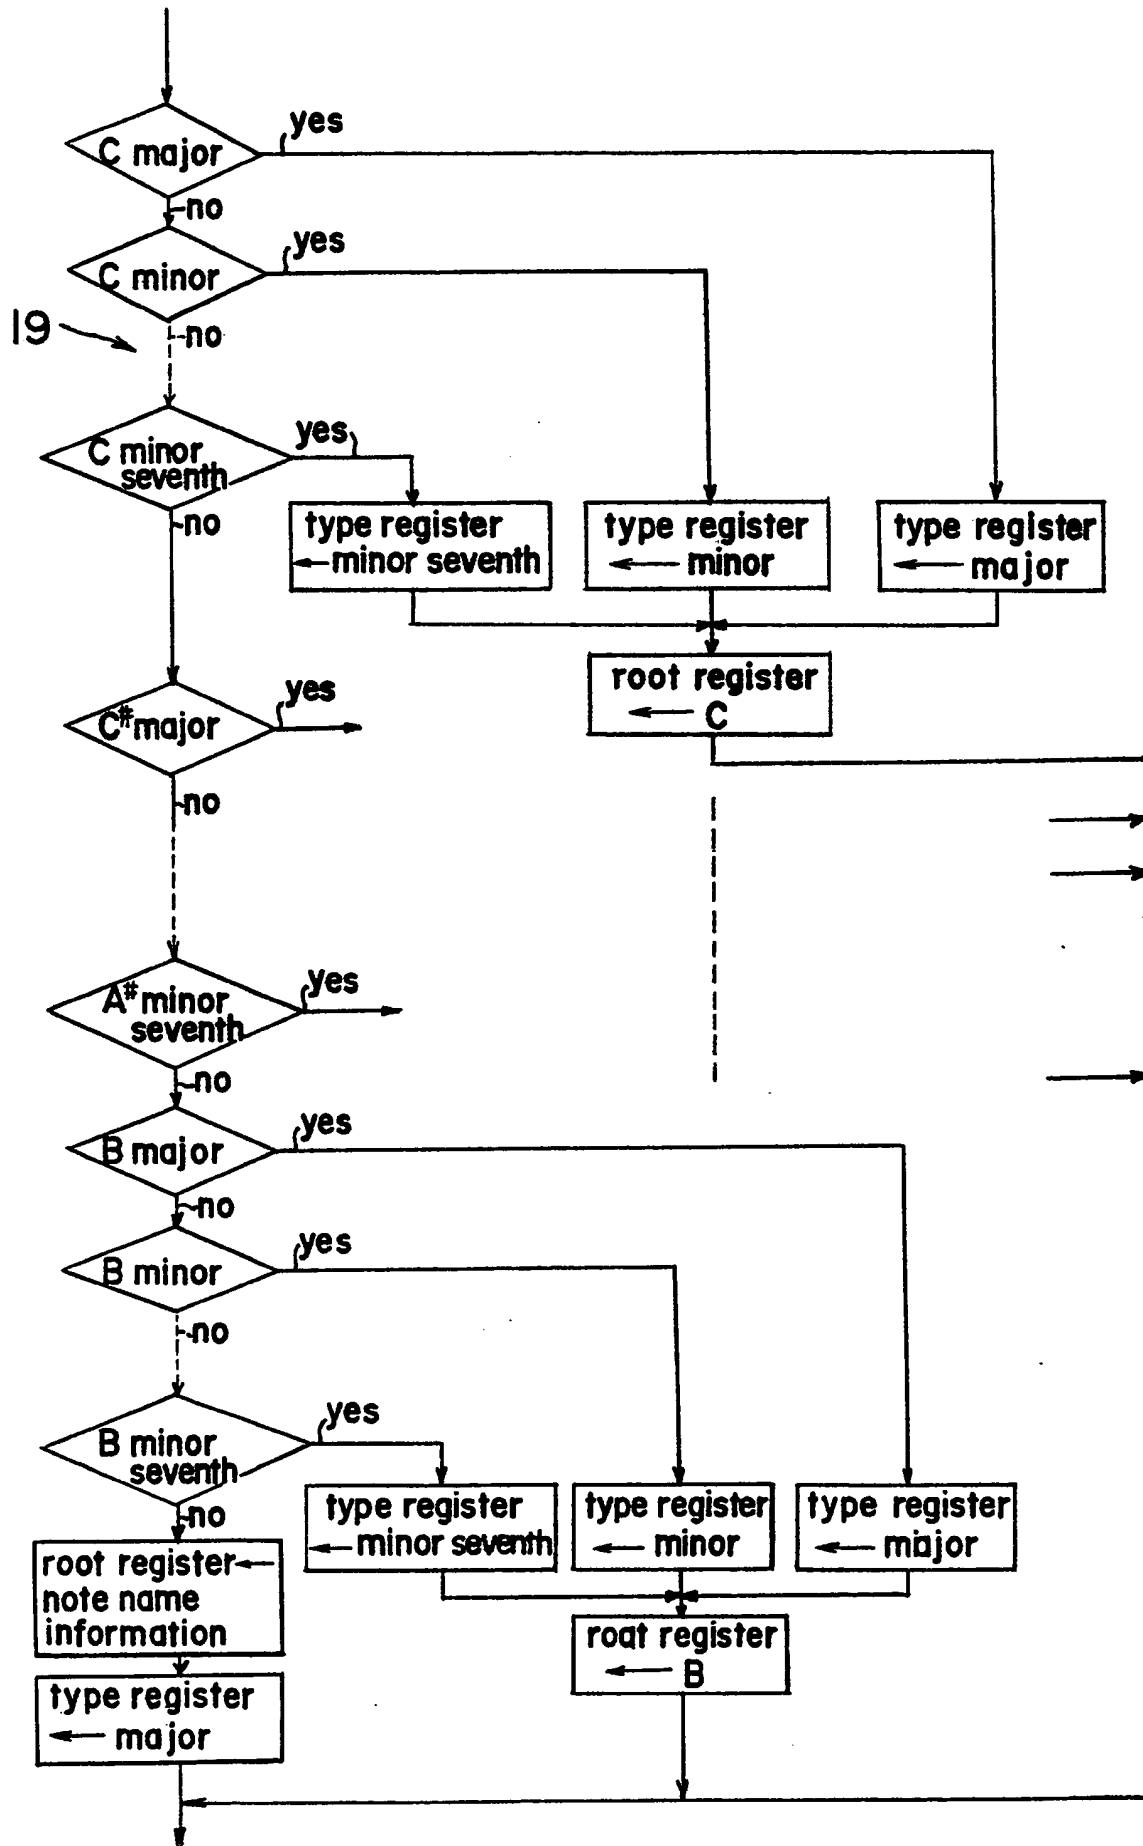 yes
C major
no
yes
C minor
19
no
yes
C minor
seventh
no
type register
← minor seventh
type register
← minor
type register
← major
root register
← C
yes
C# major
no
yes
A# minor
seventh
no
yes
B major
no
yes
B minor
no
yes
B minor
seventh
no
type register
← minor seventh
type register
← minor
type register
← major
root register ←
note name
information
root register
← B
type register
← major